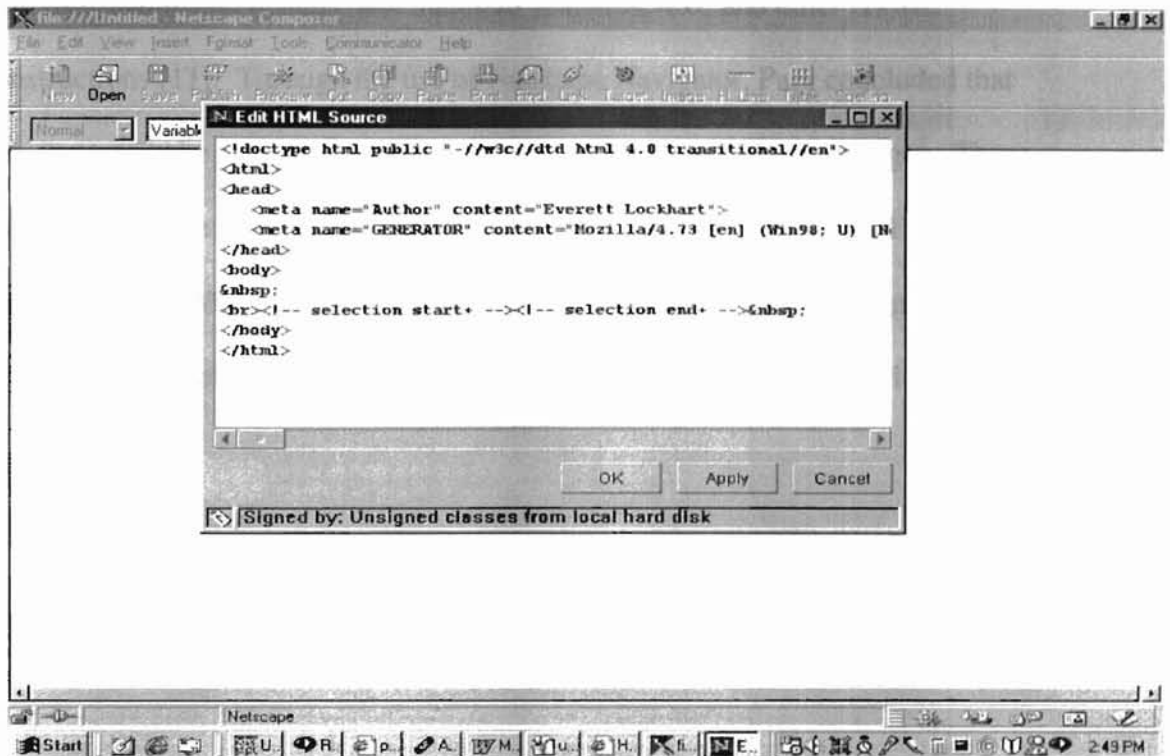 file:///Untitled - Netscape Composer
File Edit View Insert Format Tools Communicator Help
New Open Save Publish Preview Cut Copy Paste Print Find Link Target Image H. Line Table
Normal Variabl
Edit HTML Source
<!doctype html public "-//w3c//dtd html 4.0 transitional//en">
<html>
<head>
<meta name="Author" content="Everett Lockhart">
<meta name="GENERATOR" content="Mozilla/4.73 [en] (Win98; U) [N
</head>
<body>
&nbsp;
<br><!-- selection start+ --><!-- selection end+ -->&nbsp;
</body>
</html>
OK Apply Cancel
Signed by: Unsigned classes from local hard disk
Netscape
Start U.. R.. p.. A.. M.. u.. H.. fi.. E.. 2:49 PM